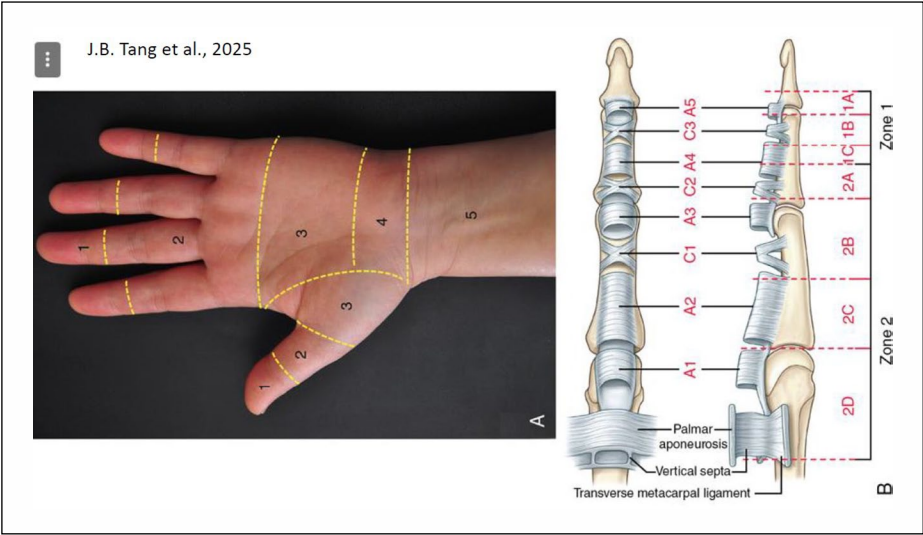 J.B. Tang et al., 2025
1
2
3
4
5
3
2
1
A
A5
C3
A4
C2
A3
C1
A2
A1
Palmar
aponeurosis
Vertical septa
Transverse metacarpal ligament
1A
1B
1C
2A
2B
2C
2D
Zone 1
Zone 2
B